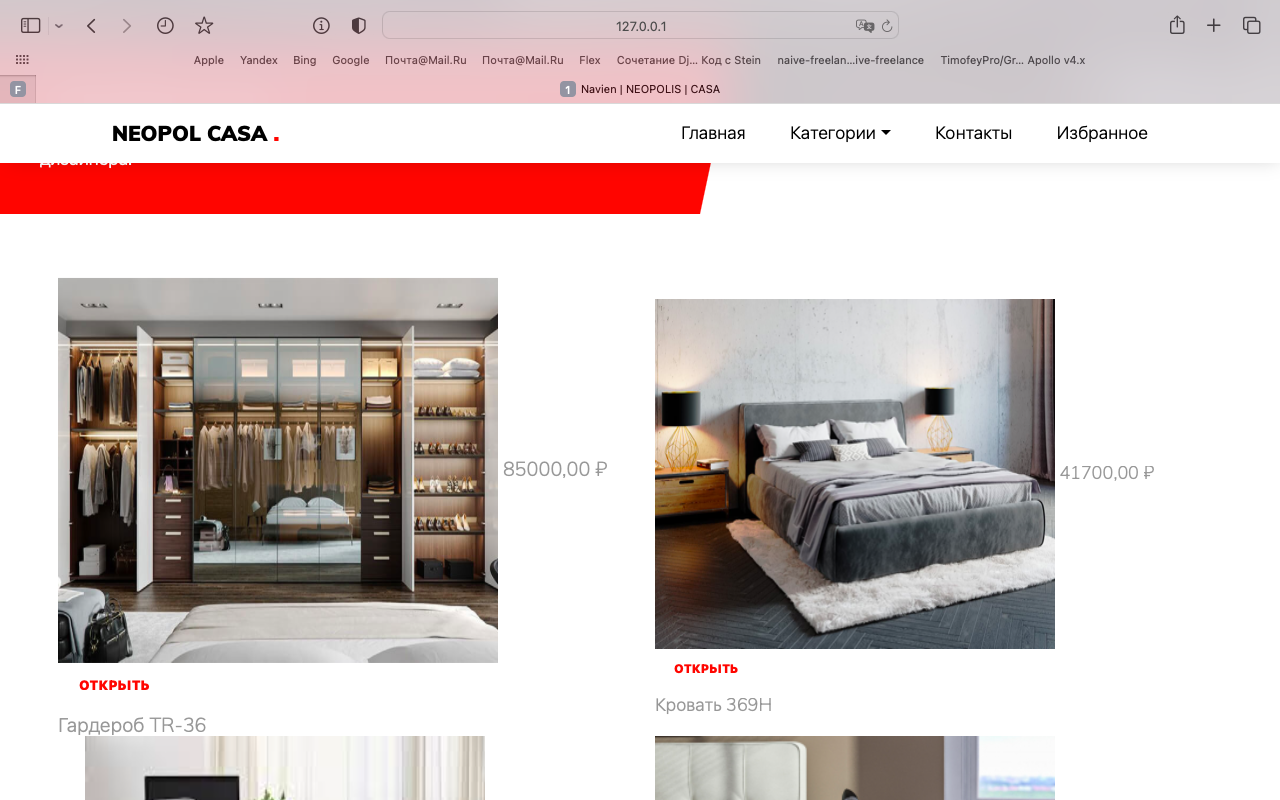 127.0.0.1
Apple Yandex Bing Google Почта@Mail.Ru Почта@Mail.Ru Flex Сочетание Dj... Код с Stein naive-freelan...ive-freelance TimofeyPro/Gr... Apollo v4.x
F 1 Navien | NEOPOLIS | CASA
NEOPOL CASA . Главная Категории Контакты Избранное
85000,00 ₽ 41700,00 ₽
ОТКРЫТЬ ОТКРЫТЬ
Гардероб TR-36 Кровать 369Н